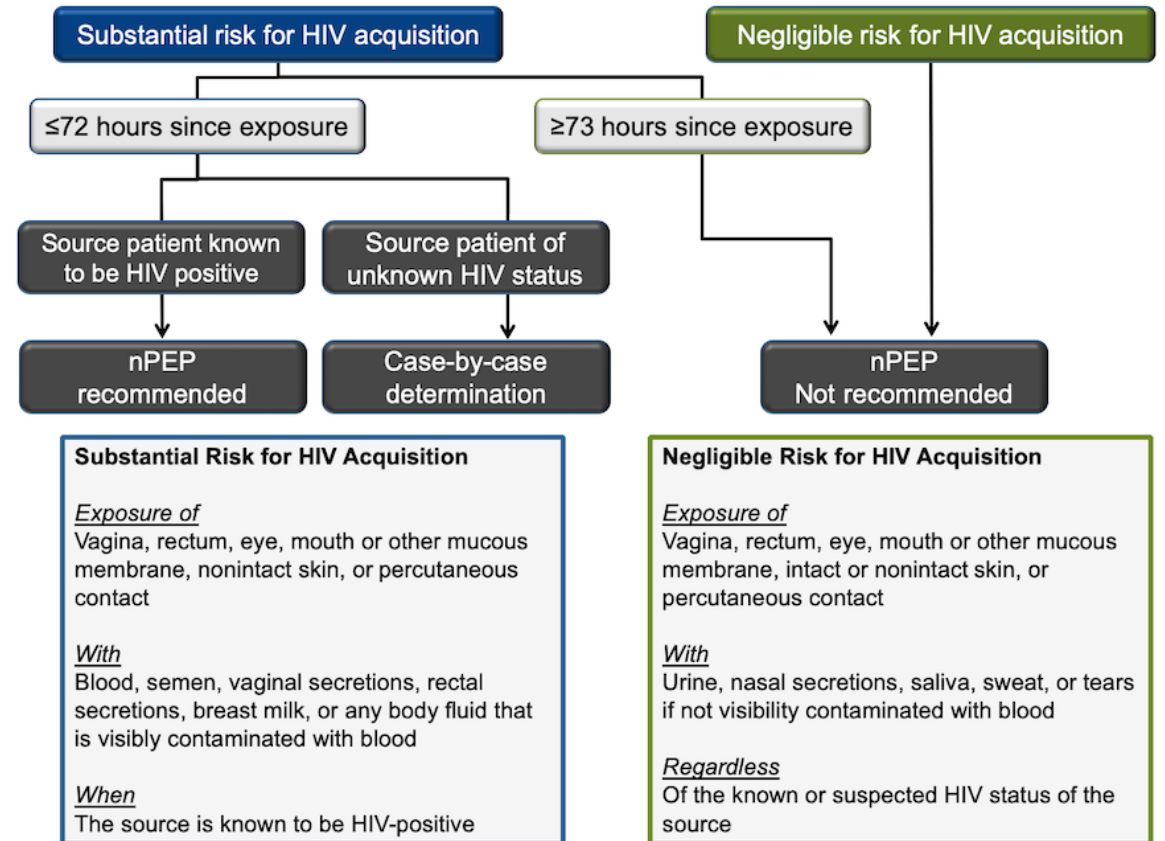 Substantial risk for HIV acquisition
Negligible risk for HIV acquisition
≤72 hours since exposure
≥73 hours since exposure
Source patient known
to be HIV positive
Source patient of
unknown HIV status
nPEP
recommended
Case-by-case
determination
nPEP
Not recommended
Substantial Risk for HIV Acquisition
Exposure of
Vagina, rectum, eye, mouth or other mucous
membrane, nonintact skin, or percutaneous
contact
With
Blood, semen, vaginal secretions, rectal
secretions, breast milk, or any body fluid that
is visibly contaminated with blood
When
The source is known to be HIV-positive
Negligible Risk for HIV Acquisition
Exposure of
Vagina, rectum, eye, mouth or other mucous
membrane, intact or nonintact skin, or
percutaneous contact
With
Urine, nasal secretions, saliva, sweat, or tears
if not visibility contaminated with blood
Regardless
Of the known or suspected HIV status of the
source